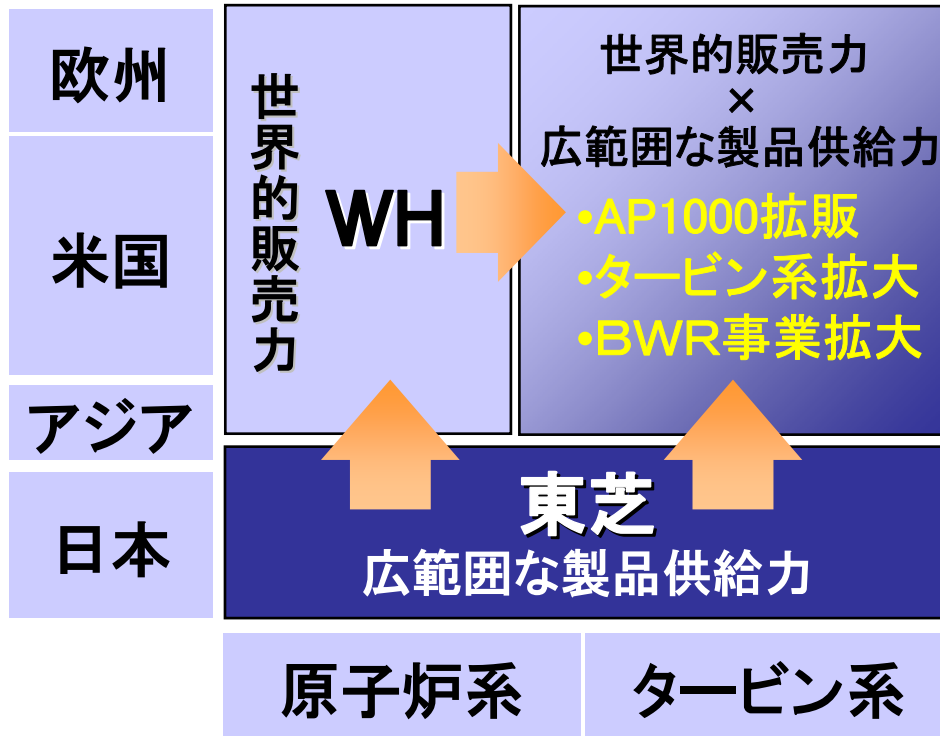 欧州
米国
アジア
日本
世界的販売力
WH
世界的販売力
×
広範囲な製品供給力
•AP1000拡販
•タービン系拡大
•BWR事業拡大
東芝
広範囲な製品供給力
原子炉系
タービン系